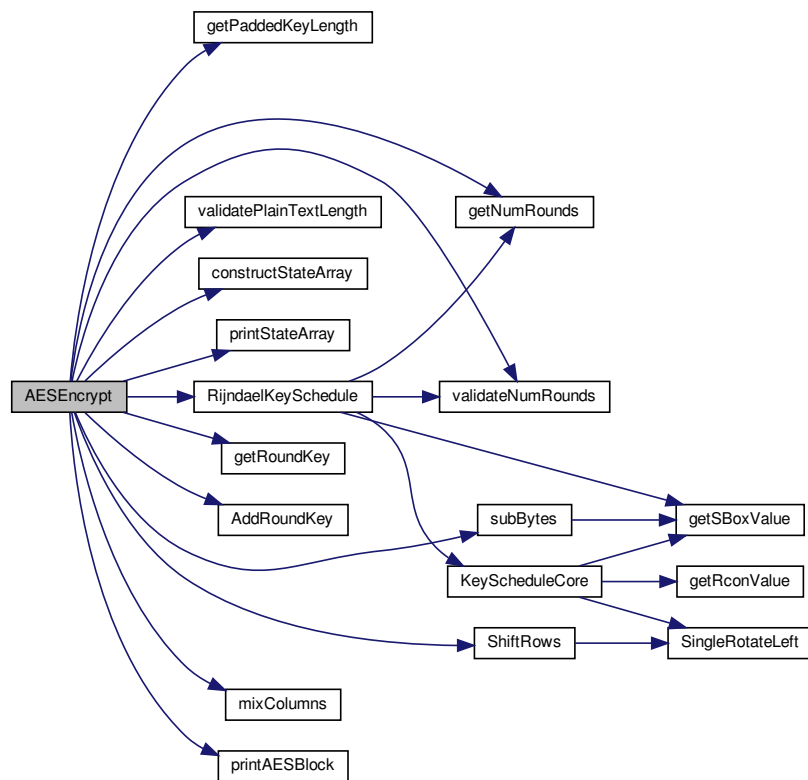 getPaddedKeyLength
validatePlainTextLength
getNumRounds
constructStateArray
printStateArray
AESEncrypt
RijndaelKeySchedule
validateNumRounds
getRoundKey
AddRoundKey
subBytes
getSBoxValue
KeyScheduleCore
getRconValue
ShiftRows
SingleRotateLeft
mixColumns
printAESBlock